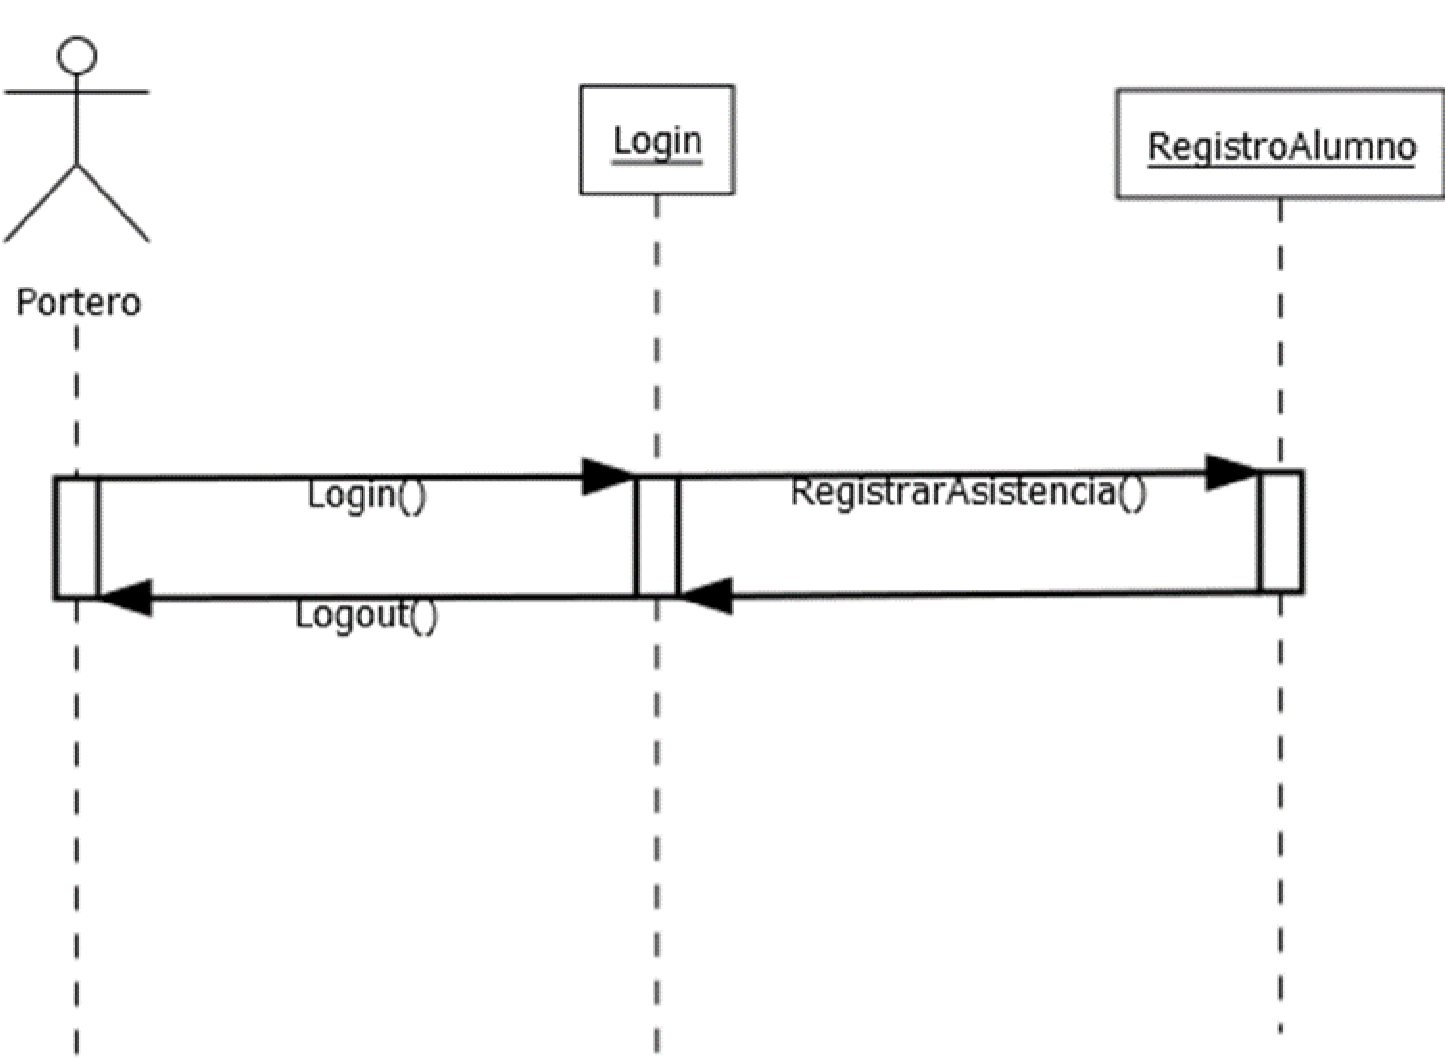 Login
RegistroAlumno
Portero
Login()
RegistrarAsistencia()
Logout()